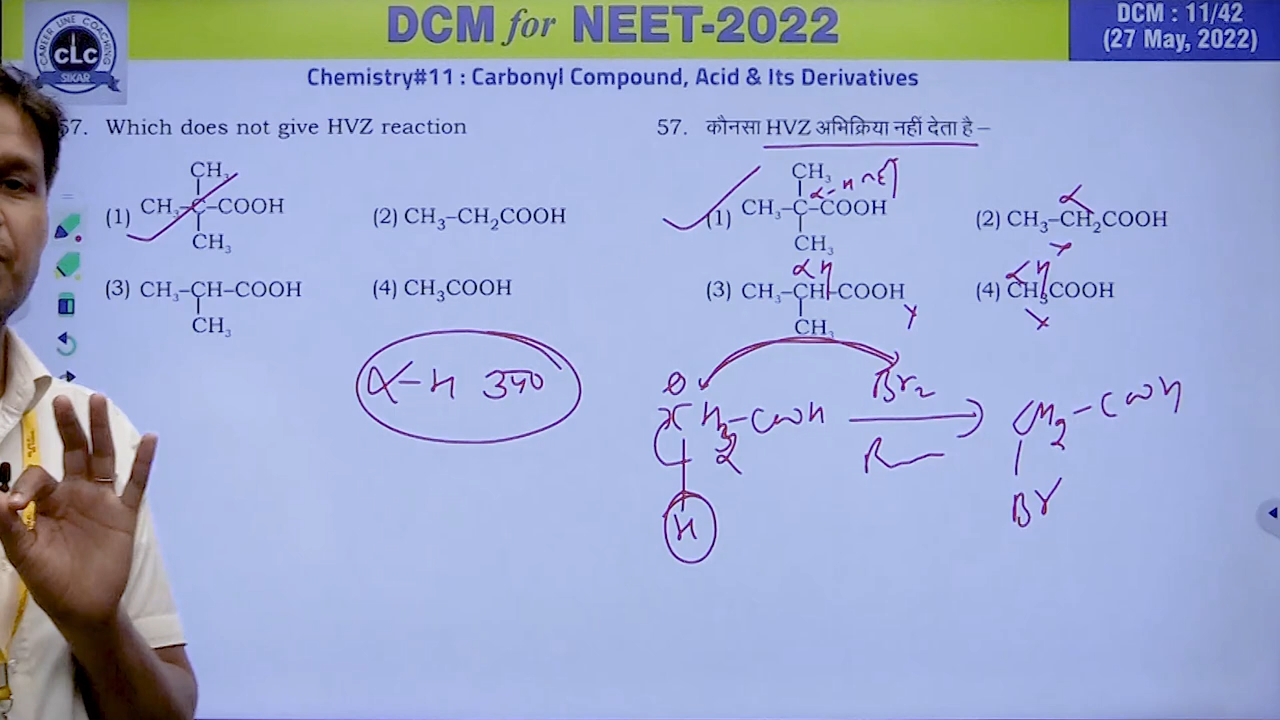 DCM for NEET-2022
DCM : 11/42
(27 May, 2022)
CAREER LINE COACHING
CLC
SIKAR
Chemistry#11 : Carbonyl Compound, Acid & Its Derivatives
57. Which does not give HVZ reaction
CH₃
(1) CH₃–C–COOH
CH₃
(2) CH₃–CH₂COOH
(3) CH₃–CH–COOH
CH₃
(4) CH₃COOH
57. कौनसा HVZ अभिक्रिया नहीं देता है –
CH₃
α-H नहीं
(1) CH₃–C–COOH
CH₃
α
(2) CH₃–CH₂COOH
αH
(3) CH₃–CH–COOH
CH₃
αH
(4) CH₃COOH
α-H
Br₂
α
H
CH₂–COOH
Br